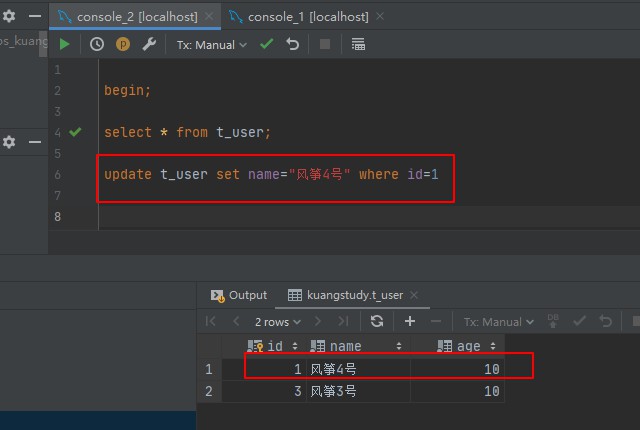 console_2 [localhost]
console_1 [localhost]
Tx: Manual
os_kuang
1
2
begin;
3
4
select * from t_user;
5
6
update t_user set name="风筝4号" where id=1
7
8
Output
kuangstudy.t_user
2 rows
Tx: Manual
DB
id
name
age
1
1
风筝4号
10
2
3
风筝3号
10